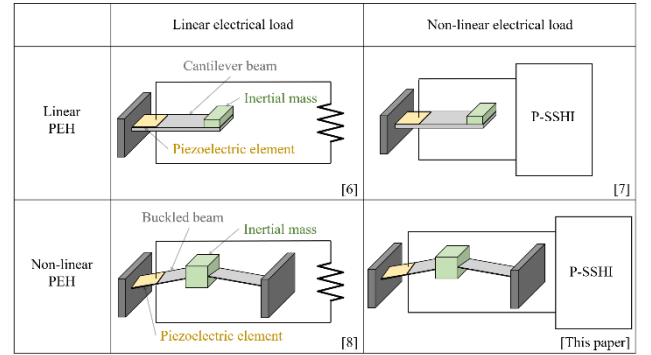 Linear electrical load
Non-linear electrical load
Linear
PEH
Cantilever beam
Inertial mass
Piezoelectric element
[6]
P-SSHI
[7]
Non-linear
PEH
Buckled beam
Inertial mass
Piezoelectric element
[8]
P-SSHI
[This paper]